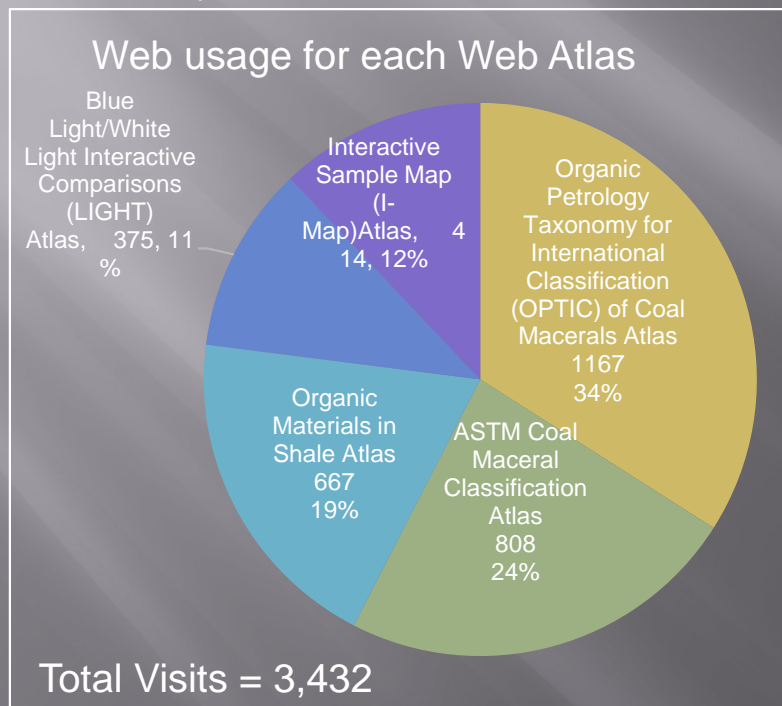 Web usage for each Web Atlas
Blue
Light/White
Light Interactive
Comparisons
(LIGHT)
Atlas, 375, 11
%
Interactive
Sample Map
(I-
Map)Atlas, 4
14, 12%
Organic
Petrology
Taxonomy for
International
Classification
(OPTIC) of Coal
Macerals Atlas
1167
34%
Organic
Materials in
Shale Atlas
667
19%
ASTM Coal
Maceral
Classification
Atlas
808
24%
Total Visits = 3,432